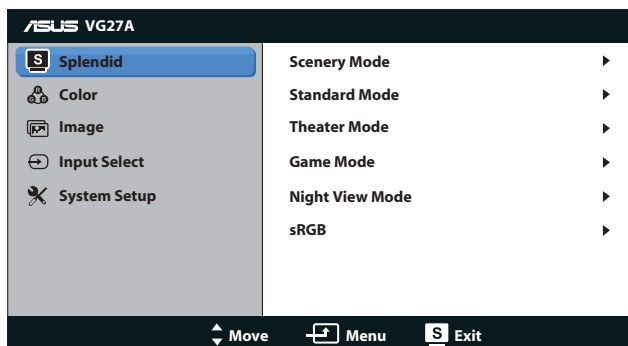 ASUS VG27A
S Splendid
R G B Color
Image
Input Select
System Setup
Scenery Mode
Standard Mode
Theater Mode
Game Mode
Night View Mode
sRGB
Move Menu S Exit